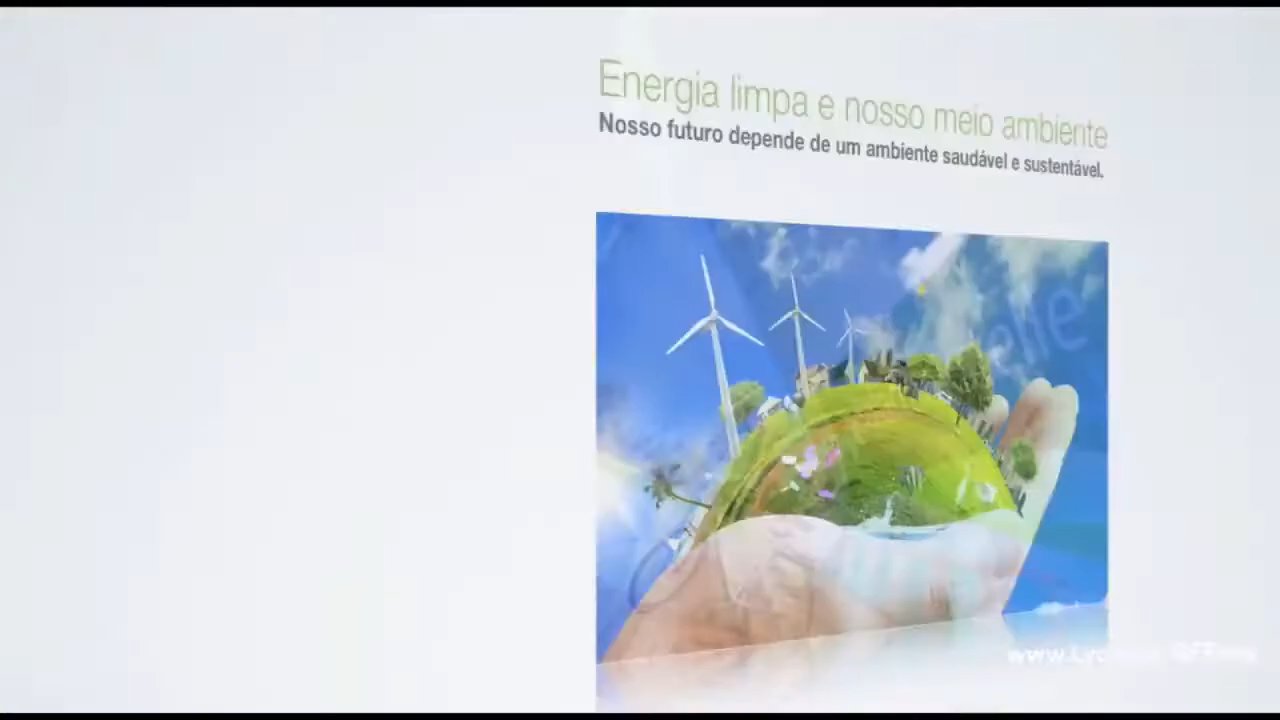 Energia limpa e nosso meio ambiente
Nosso futuro depende de um ambiente saudável e sustentável.